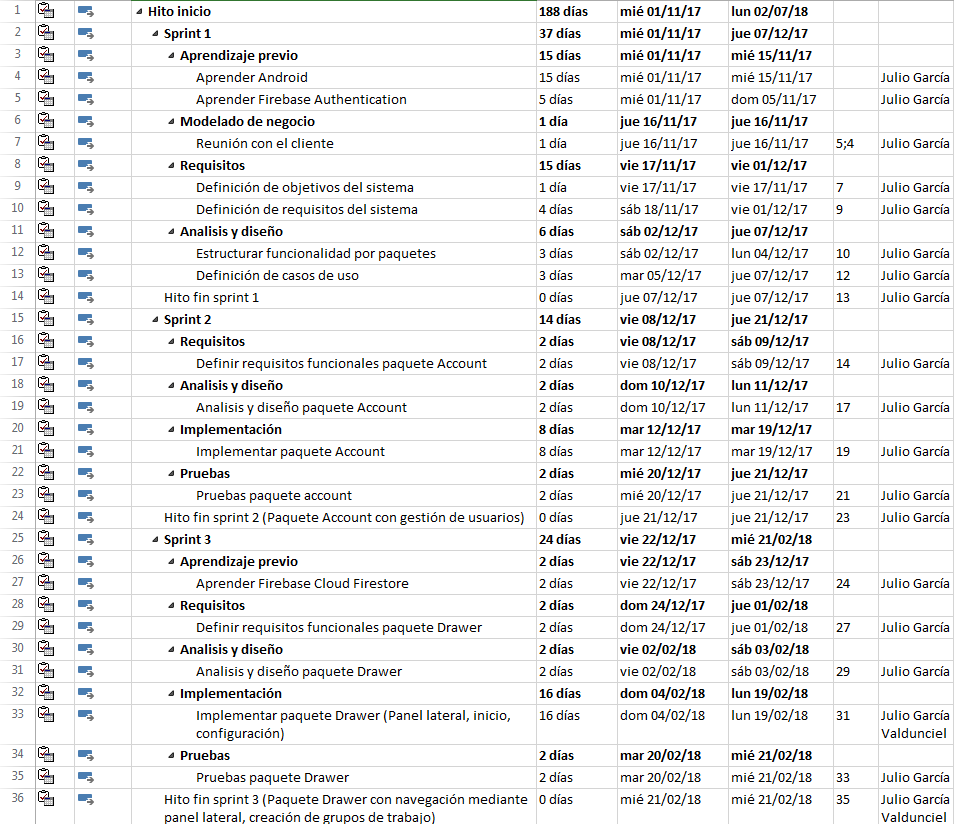 1 Hito inicio 188 días mié 01/11/17 lun 02/07/18
2 Sprint 1 37 días mié 01/11/17 jue 07/12/17
3 Aprendizaje previo 15 días mié 01/11/17 mié 15/11/17
4 Aprender Android 15 días mié 01/11/17 mié 15/11/17 Julio García
5 Aprender Firebase Authentication 5 días mié 01/11/17 dom 05/11/17 Julio García
6 Modelado de negocio 1 día jue 16/11/17 jue 16/11/17
7 Reunión con el cliente 1 día jue 16/11/17 jue 16/11/17 5;4 Julio García
8 Requisitos 15 días vie 17/11/17 vie 01/12/17
9 Definición de objetivos del sistema 1 día vie 17/11/17 vie 17/11/17 7 Julio García
10 Definición de requisitos del sistema 4 días sáb 18/11/17 vie 01/12/17 9 Julio García
11 Analisis y diseño 6 días sáb 02/12/17 jue 07/12/17
12 Estructurar funcionalidad por paquetes 3 días sáb 02/12/17 lun 04/12/17 10 Julio García
13 Definición de casos de uso 3 días mar 05/12/17 jue 07/12/17 12 Julio García
14 Hito fin sprint 1 0 días jue 07/12/17 jue 07/12/17 13 Julio García
15 Sprint 2 14 días vie 08/12/17 jue 21/12/17
16 Requisitos 2 días vie 08/12/17 sáb 09/12/17
17 Definir requisitos funcionales paquete Account 2 días vie 08/12/17 sáb 09/12/17 14 Julio García
18 Analisis y diseño 2 días dom 10/12/17 lun 11/12/17
19 Analisis y diseño paquete Account 2 días dom 10/12/17 lun 11/12/17 17 Julio García
20 Implementación 8 días mar 12/12/17 mar 19/12/17
21 Implementar paquete Account 8 días mar 12/12/17 mar 19/12/17 19 Julio García
22 Pruebas 2 días mié 20/12/17 jue 21/12/17
23 Pruebas paquete account 2 días mié 20/12/17 jue 21/12/17 21 Julio García
24 Hito fin sprint 2 (Paquete Account con gestión de usuarios) 0 días jue 21/12/17 jue 21/12/17 23 Julio García
25 Sprint 3 24 días vie 22/12/17 mié 21/02/18
26 Aprendizaje previo 2 días vie 22/12/17 sáb 23/12/17
27 Aprender Firebase Cloud Firestore 2 días vie 22/12/17 sáb 23/12/17 24 Julio García
28 Requisitos 2 días dom 24/12/17 jue 01/02/18
29 Definir requisitos funcionales paquete Drawer 2 días dom 24/12/17 jue 01/02/18 27 Julio García
30 Analisis y diseño 2 días vie 02/02/18 sáb 03/02/18
31 Analisis y diseño paquete Drawer 2 días vie 02/02/18 sáb 03/02/18 29 Julio García
32 Implementación 16 días dom 04/02/18 lun 19/02/18
33 Implementar paquete Drawer (Panel lateral, inicio, 16 días dom 04/02/18 lun 19/02/18 31 Julio García
configuración) Valdunciel
34 Pruebas 2 días mar 20/02/18 mié 21/02/18
35 Pruebas paquete Drawer 2 días mar 20/02/18 mié 21/02/18 33 Julio García
36 Hito fin sprint 3 (Paquete Drawer con navegación mediante 0 días mié 21/02/18 mié 21/02/18 35 Julio García
panel lateral, creación de grupos de trabajo) Valdunciel